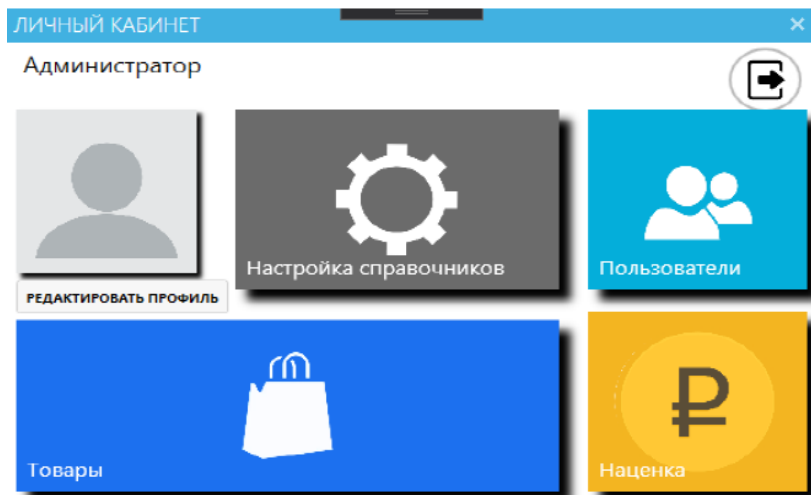 ЛИЧНЫЙ КАБИНЕТ
Администратор
Настройка справочников
Пользователи
РЕДАКТИРОВАТЬ ПРОФИЛЬ
Товары
Наценка